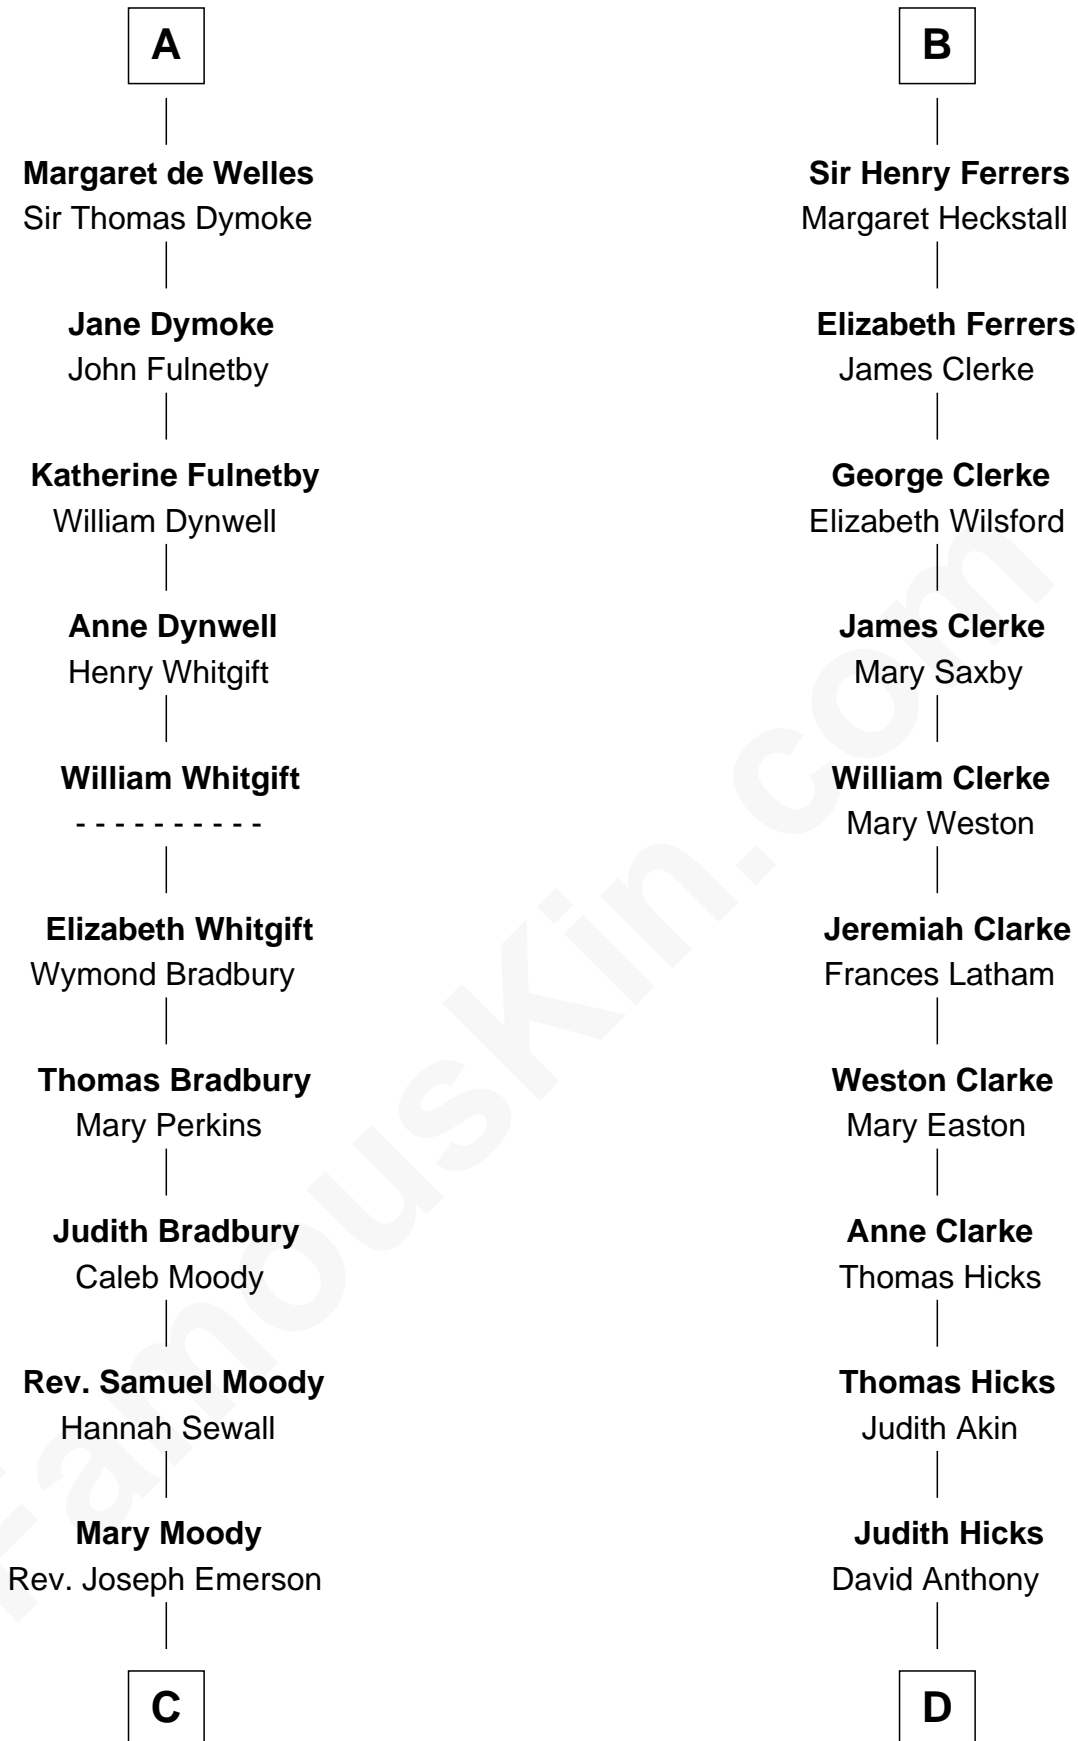 A
Margaret de Welles
Sir Thomas Dymoke
Jane Dymoke
John Fulnetby
Katherine Fulnetby
William Dynwell
Anne Dynwell
Henry Whitgift
William Whitgift
- - - - - - - - - -
Elizabeth Whitgift
Wymond Bradbury
Thomas Bradbury
Mary Perkins
Judith Bradbury
Caleb Moody
Rev. Samuel Moody
Hannah Sewall
Mary Moody
Rev. Joseph Emerson
C
B
Sir Henry Ferrers
Margaret Heckstall
Elizabeth Ferrers
James Clerke
George Clerke
Elizabeth Wilsford
James Clerke
Mary Saxby
William Clerke
Mary Weston
Jeremiah Clarke
Frances Latham
Weston Clarke
Mary Easton
Anne Clarke
Thomas Hicks
Thomas Hicks
Judith Akin
Judith Hicks
David Anthony
D
FamousKin.com